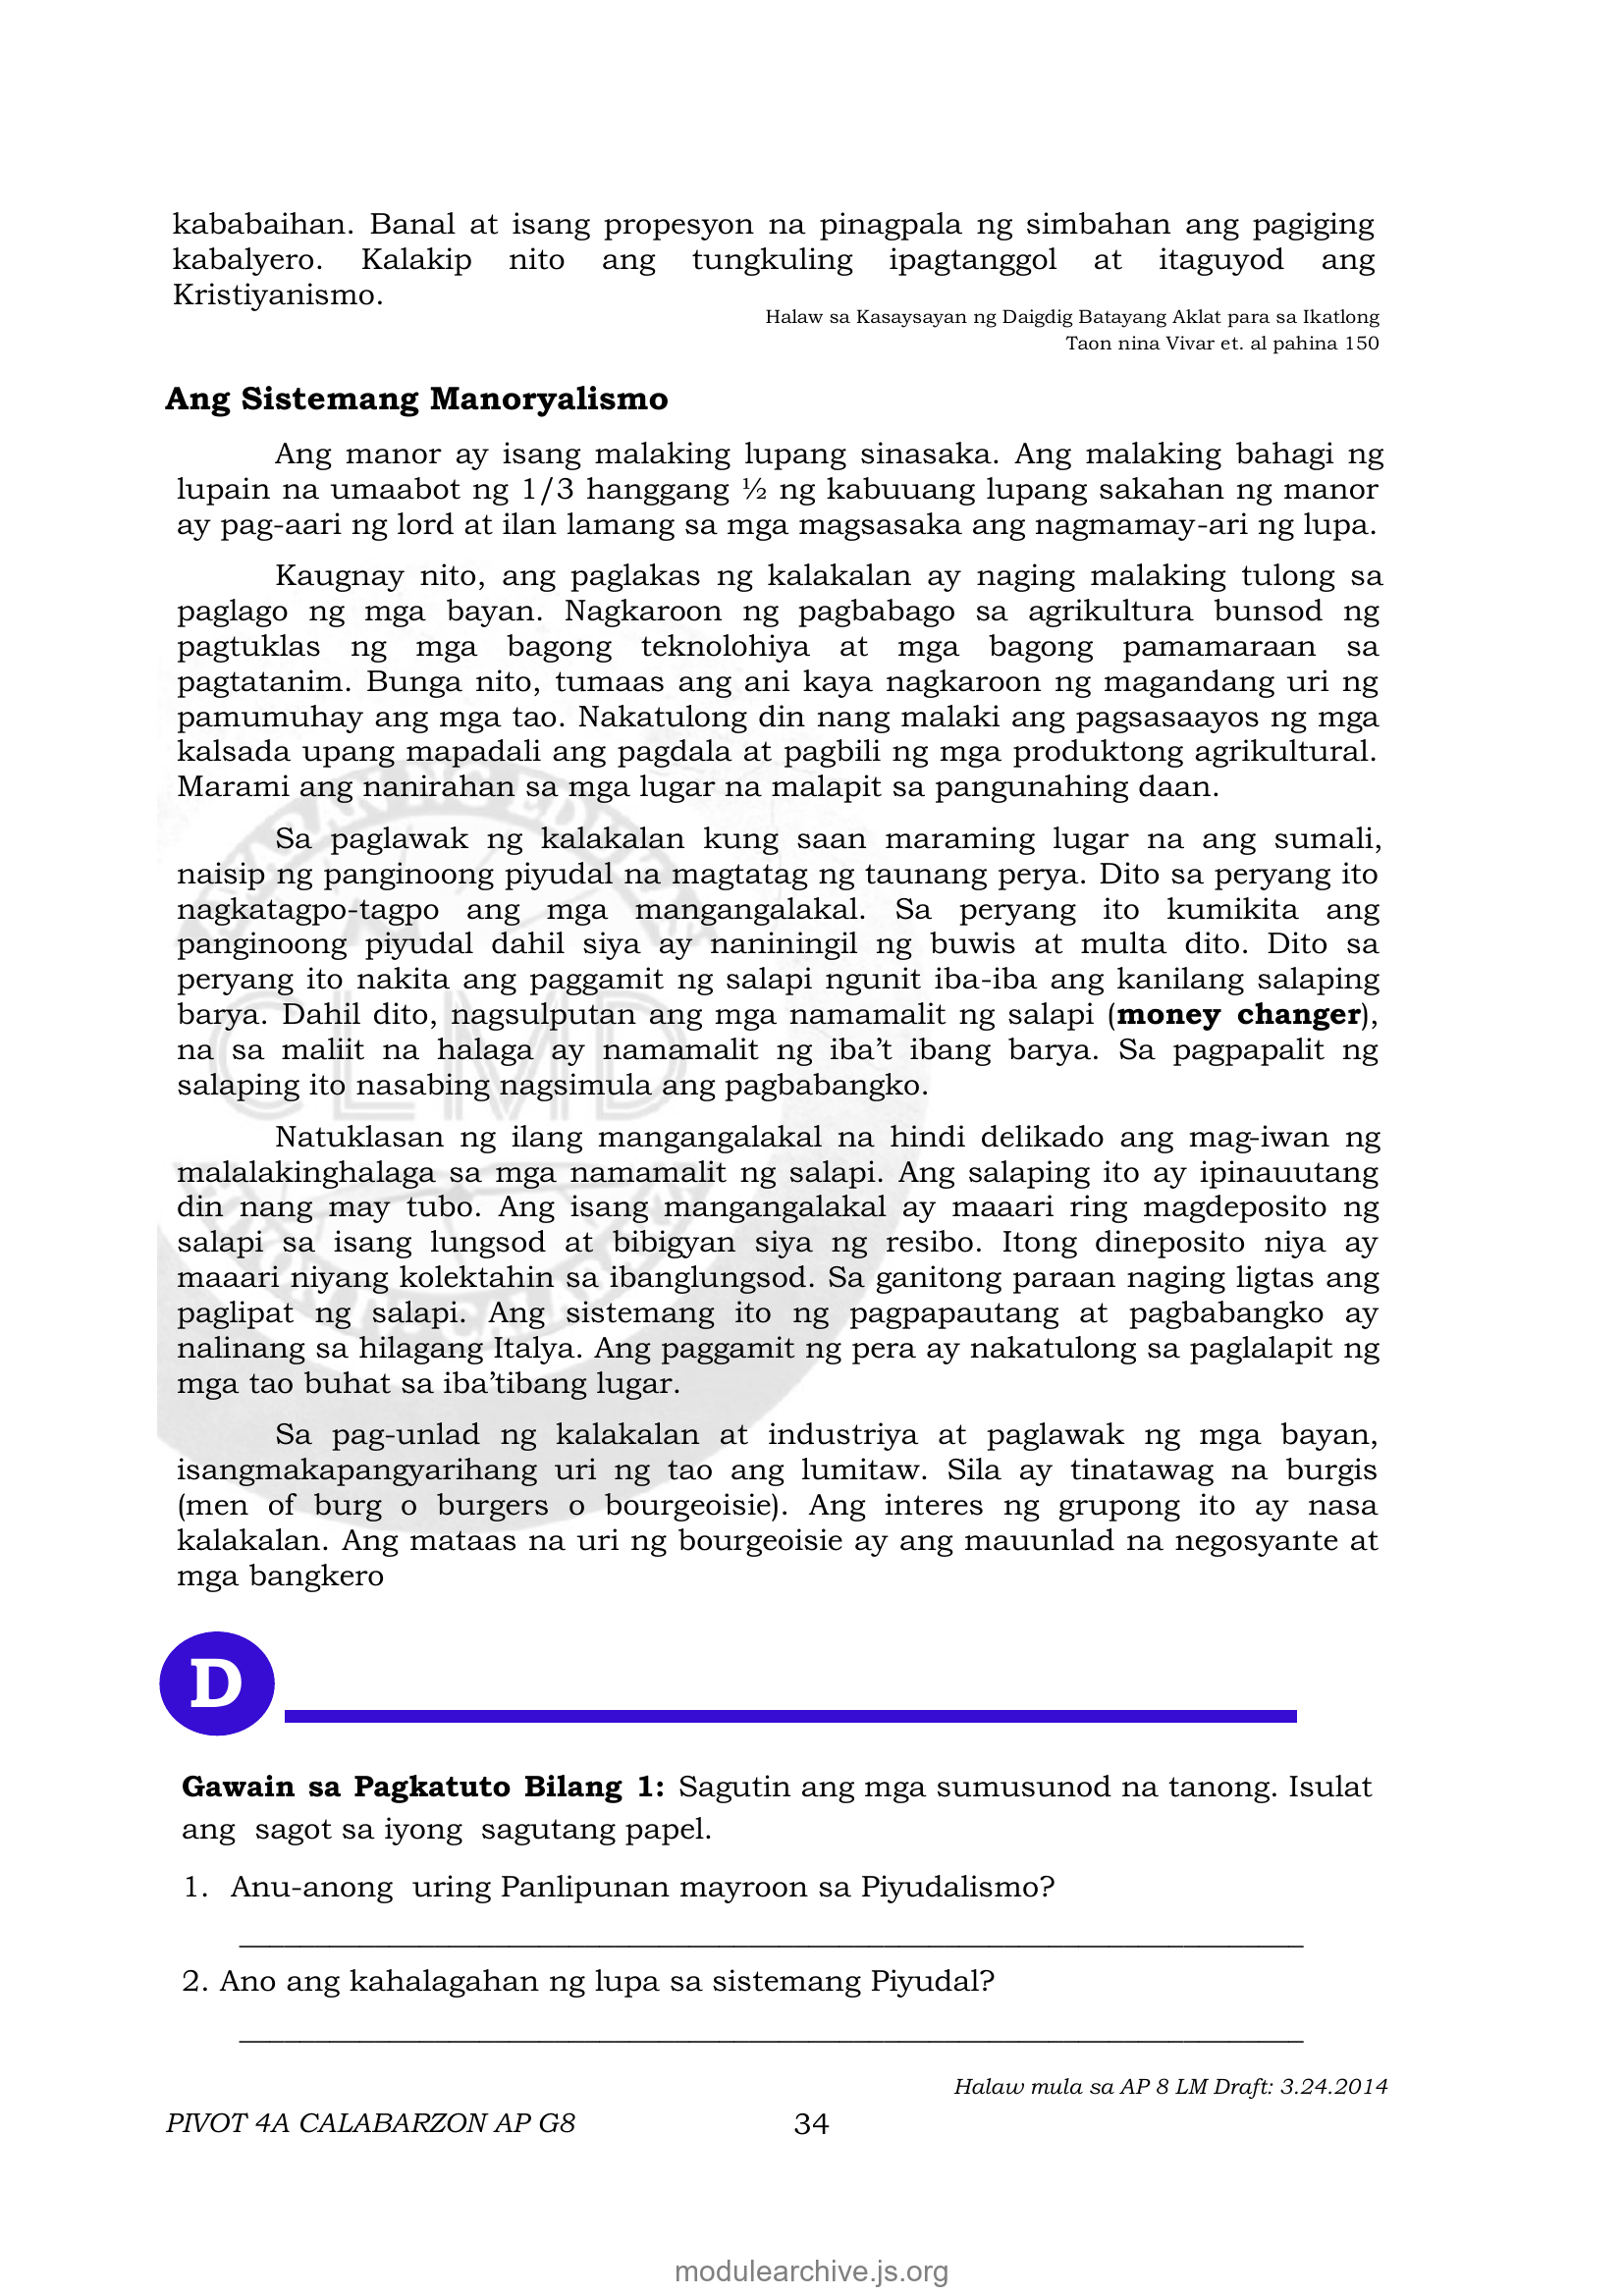 kababaihan. Banal at isang propesyon na pinagpala ng simbahan ang pagiging
kabalyero. Kalakip nito ang tungkuling ipagtanggol at itaguyod ang
Kristiyanismo.
Halaw sa Kasaysayan ng Daigdig Batayang Aklat para sa Ikatlong
Taon nina Vivar et. al pahina 150
Ang Sistemang Manoryalismo
Ang manor ay isang malaking lupang sinasaka. Ang malaking bahagi ng
lupain na umaabot ng 1/3 hanggang ½ ng kabuuang lupang sakahan ng manor
ay pag-aari ng lord at ilan lamang sa mga magsasaka ang nagmamay-ari ng lupa.
Kaugnay nito, ang paglakas ng kalakalan ay naging malaking tulong sa
paglago ng mga bayan. Nagkaroon ng pagbabago sa agrikultura bunsod ng
pagtuklas ng mga bagong teknolohiya at mga bagong pamamaraan sa
pagtatanim. Bunga nito, tumaas ang ani kaya nagkaroon ng magandang uri ng
pamumuhay ang mga tao. Nakatulong din nang malaki ang pagsasaayos ng mga
kalsada upang mapadali ang pagdala at pagbili ng mga produktong agrikultural.
Marami ang nanirahan sa mga lugar na malapit sa pangunahing daan.
Sa paglawak ng kalakalan kung saan maraming lugar na ang sumali,
naisip ng panginoong piyudal na magtatag ng taunang perya. Dito sa peryang ito
nagkatagpo-tagpo ang mga mangangalakal. Sa peryang ito kumikita ang
panginoong piyudal dahil siya ay naniningil ng buwis at multa dito. Dito sa
peryang ito nakita ang paggamit ng salapi ngunit iba-iba ang kanilang salaping
barya. Dahil dito, nagsulputan ang mga namamalit ng salapi (money changer),
na sa maliit na halaga ay namamalit ng iba’t ibang barya. Sa pagpapalit ng
salaping ito nasabing nagsimula ang pagbabangko.
Natuklasan ng ilang mangangalakal na hindi delikado ang mag-iwan ng
malalakinghalaga sa mga namamalit ng salapi. Ang salaping ito ay ipinauutang
din nang may tubo. Ang isang mangangalakal ay maaari ring magdeposito ng
salapi sa isang lungsod at bibigyan siya ng resibo. Itong dineposito niya ay
maaari niyang kolektahin sa ibanglungsod. Sa ganitong paraan naging ligtas ang
paglipat ng salapi. Ang sistemang ito ng pagpapautang at pagbabangko ay
nalinang sa hilagang Italya. Ang paggamit ng pera ay nakatulong sa paglalapit ng
mga tao buhat sa iba’tibang lugar.
Sa pag-unlad ng kalakalan at industriya at paglawak ng mga bayan,
isangmakapangyarihang uri ng tao ang lumitaw. Sila ay tinatawag na burgis
(men of burg o burgers o bourgeoisie). Ang interes ng grupong ito ay nasa
kalakalan. Ang mataas na uri ng bourgeoisie ay ang mauunlad na negosyante at
mga bangkero
D
Gawain sa Pagkatuto Bilang 1: Sagutin ang mga sumusunod na tanong. Isulat
ang sagot sa iyong sagutang papel.
1. Anu-anong uring Panlipunan mayroon sa Piyudalismo?
2. Ano ang kahalagahan ng lupa sa sistemang Piyudal?
Halaw mula sa AP 8 LM Draft: 3.24.2014
PIVOT 4A CALABARZON AP G8 34
CLMD
modulearchive.js.org